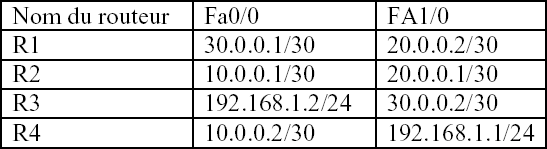 Nom du routeur Fa0/0 FA1/0
R1 30.0.0.1/30 20.0.0.2/30
R2 10.0.0.1/30 20.0.0.1/30
R3 192.168.1.2/24 30.0.0.2/30
R4 10.0.0.2/30 192.168.1.1/24